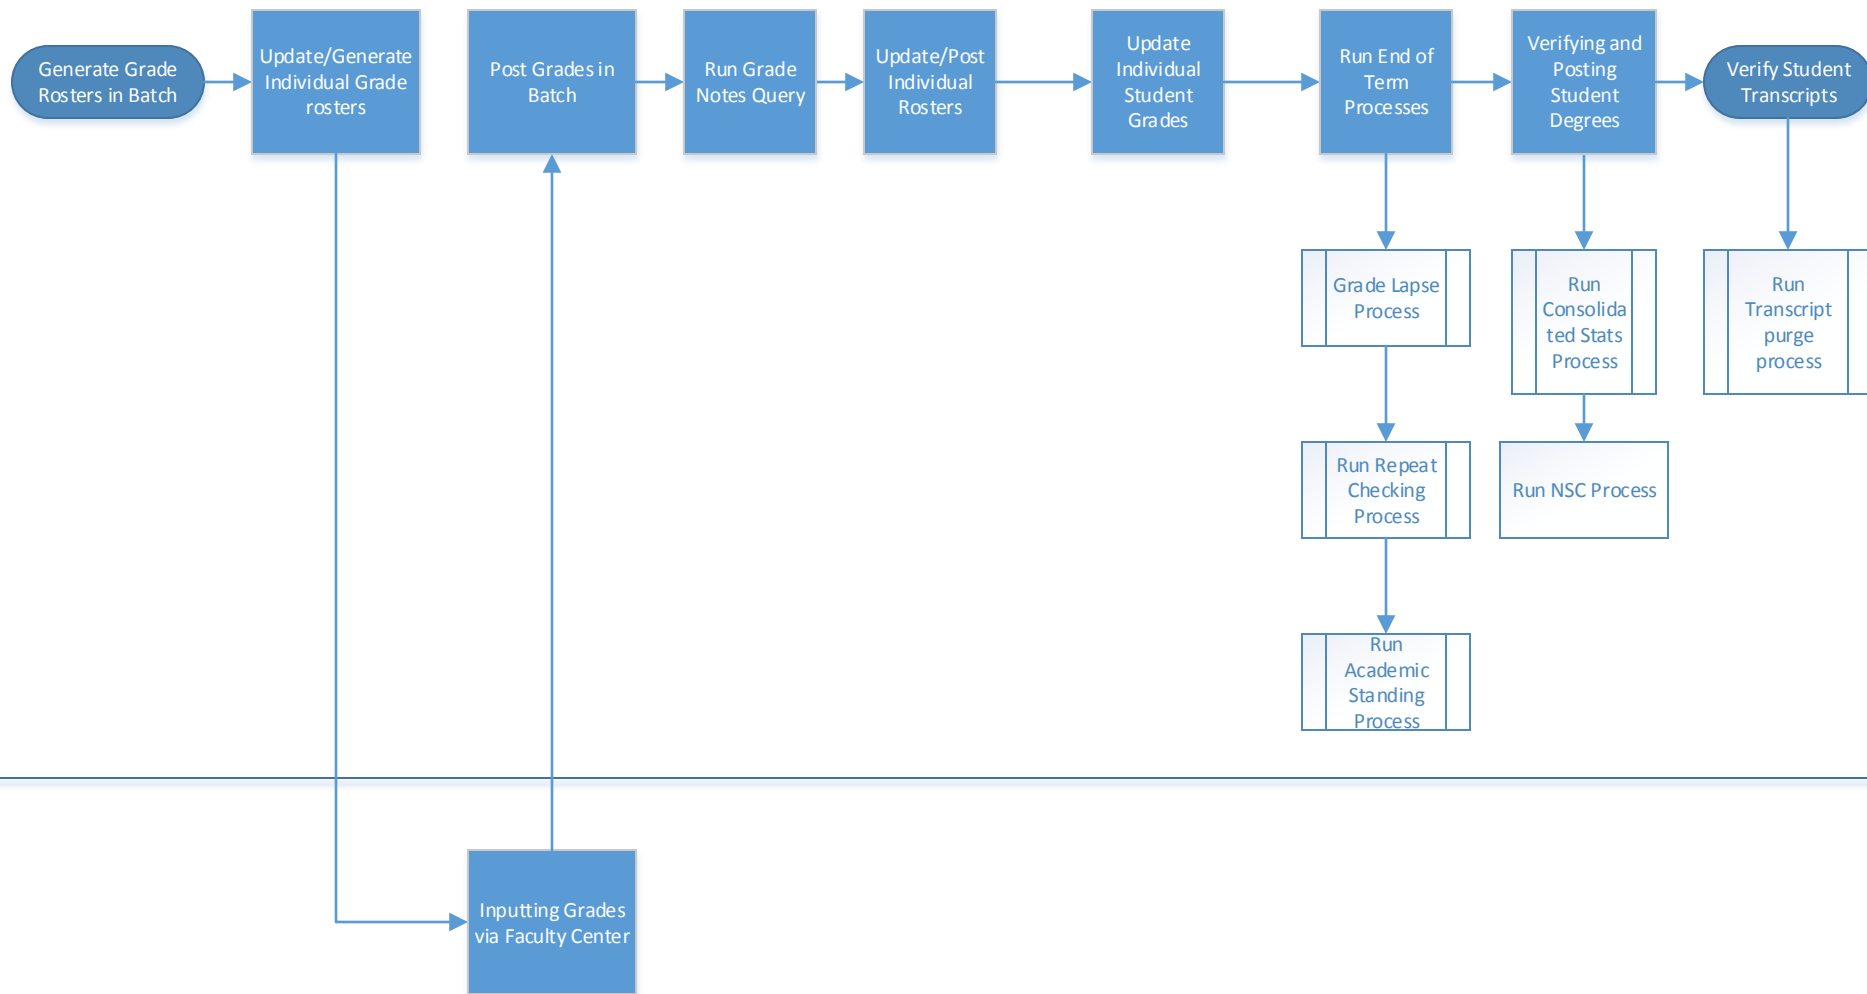 Generate Grade
Rosters in Batch
Update/Generate
Individual Grade
rosters
Post Grades in
Batch
Run Grade
Notes Query
Update/Post
Individual
Rosters
Update
Individual
Student
Grades
Run End of
Term
Processes
Verifying and
Posting
Student
Degrees
Verify Student
Transcripts
Grade Lapse
Process
Run
Consolida
ted Stats
Process
Run
Transcript
purge
process
Run Repeat
Checking
Process
Run NSC Process
Run
Academic
Standing
Process
Inputting Grades
via Faculty Center